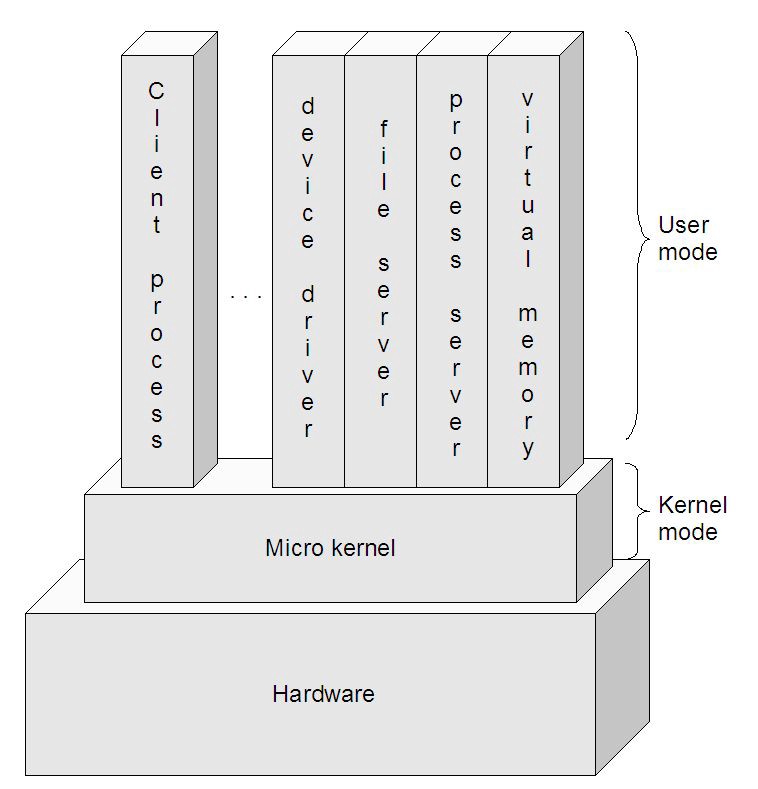 Client process
. . .
device driver
file server
process server
virtual memory
User
mode
Kernel
mode
Micro kernel
Hardware